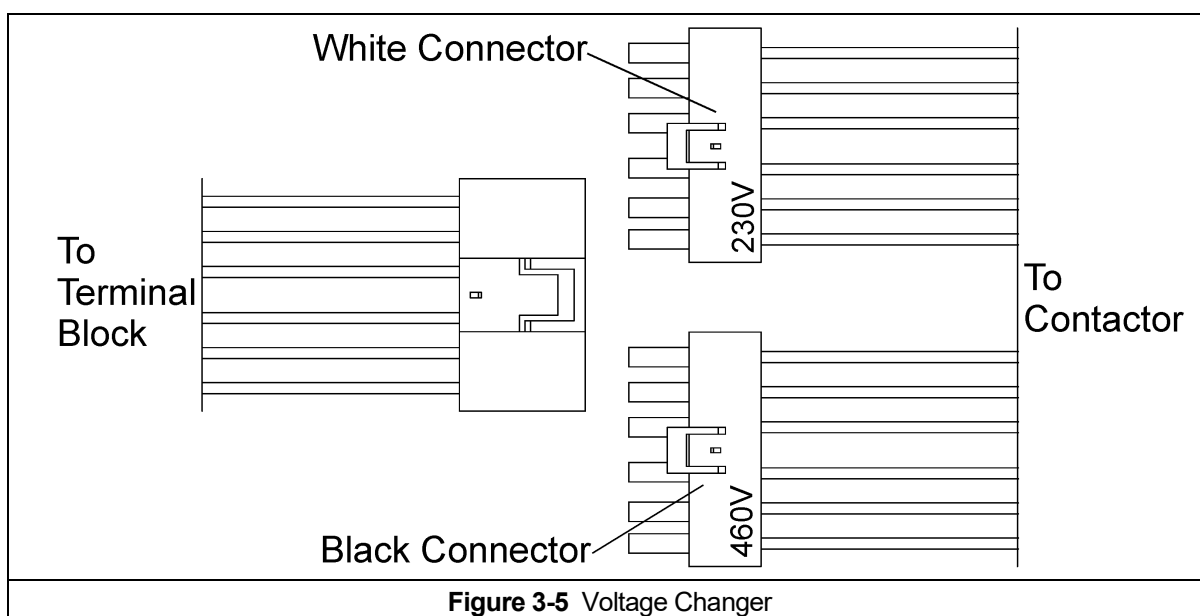 White Connector
230V
To
Terminal
Block
To
Contactor
460V
Black Connector
Figure 3-5 Voltage Changer